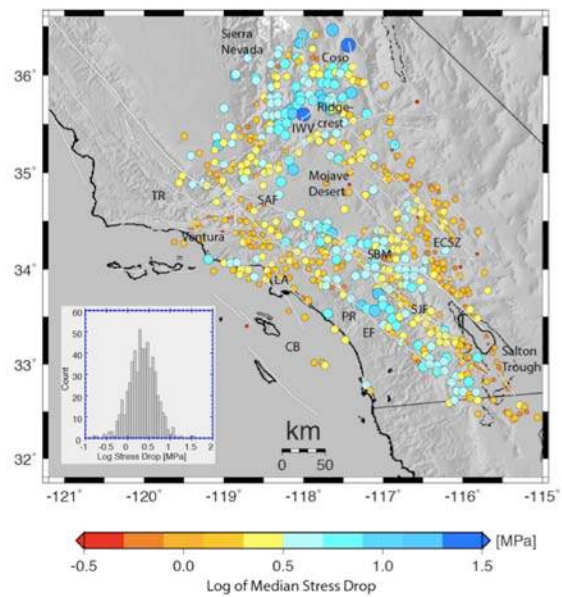 Sierra
Nevada
Coso
36°
Ridge-
crest
IWV
35°
Mojave
Desert
TR
SAF
Ventura
SBM
ECSZ
34°
LA
SJF
PR
EF
60
50
40
30
20
10
0
Count
-1
-0.5
0
0.5
1
1.5
2
Log Stress Drop [MPa]
CB
33°
Salton
Trough
km
0
50
32°
-121°
-120°
-119°
-118°
-117°
-116°
-115°
[MPa]
-0.5
0.0
0.5
1.0
1.5
Log of Median Stress Drop